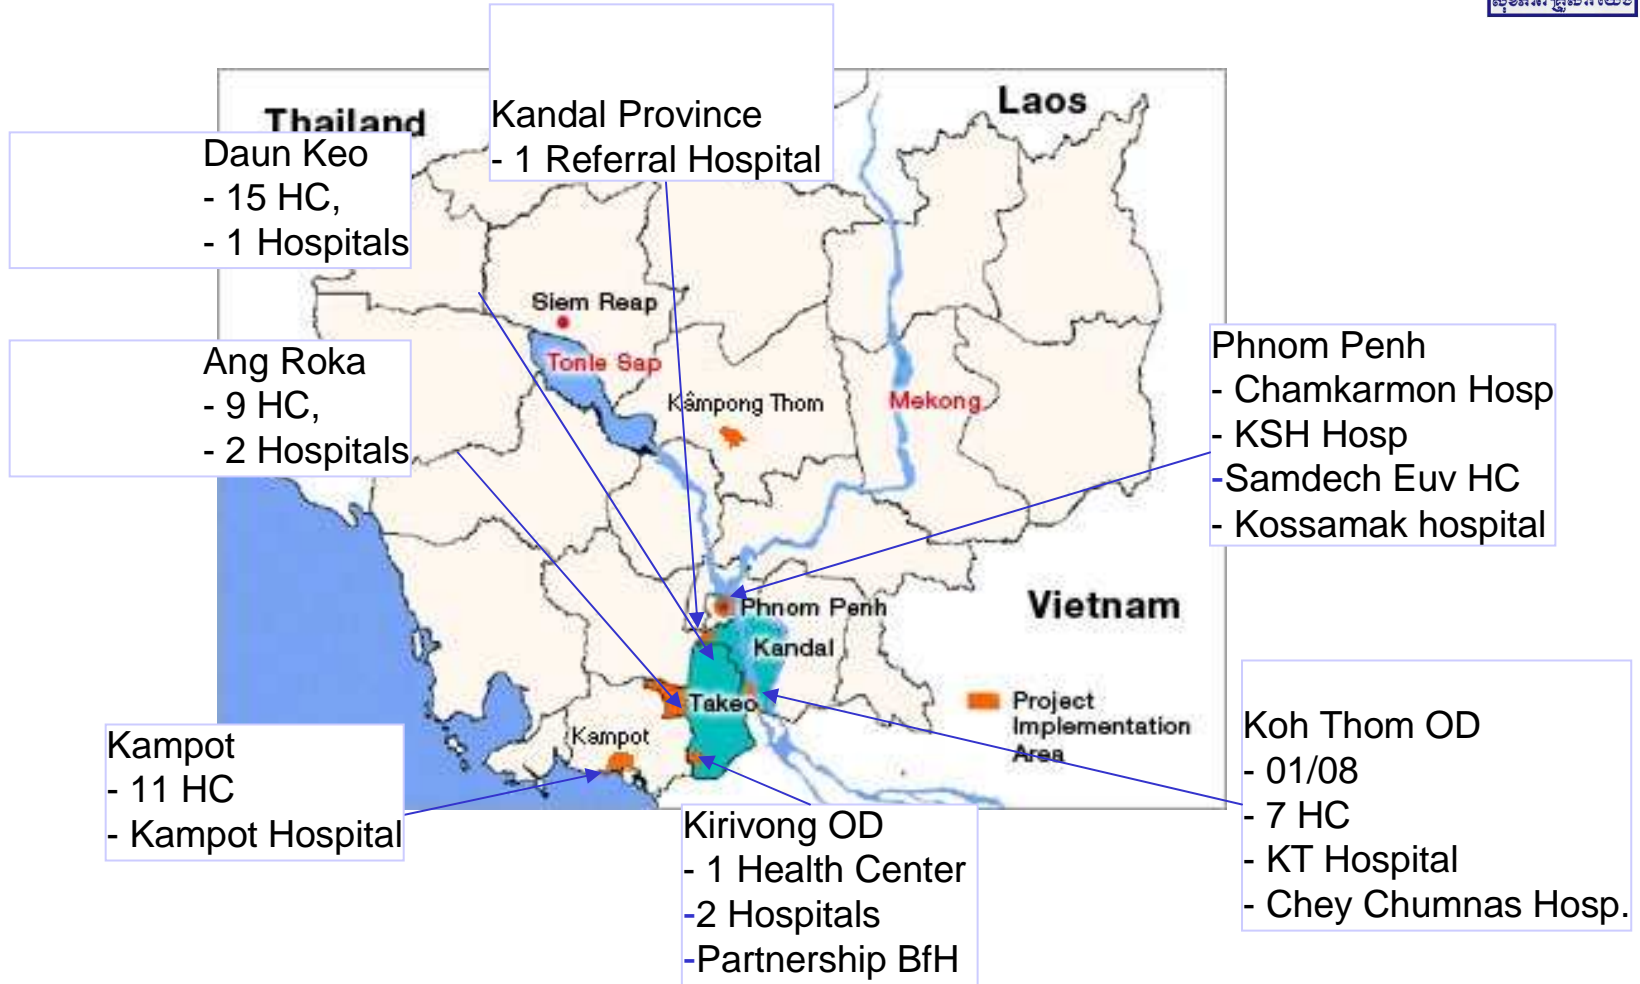 Kandal Province
- 1 Referral Hospital
Thailand
Laos
Daun Keo
- 15 HC,
- 1 Hospitals
Siem Reap
Tonle Sap
Ang Roka
- 9 HC,
- 2 Hospitals
Kâmpong Thom
Mekong
Phnom Penh
- Chamkarmon Hosp
- KSH Hosp
-Samdech Euv HC
- Kossamak hospital
Phnom Penh
Vietnam
Kandal
Takeo
Project
Implementation
Area
Kampot
Kampot
- 11 HC
- Kampot Hospital
Kirivong OD
- 1 Health Center
-2 Hospitals
-Partnership BfH
Koh Thom OD
- 01/08
- 7 HC
- KT Hospital
- Chey Chumnas Hosp.